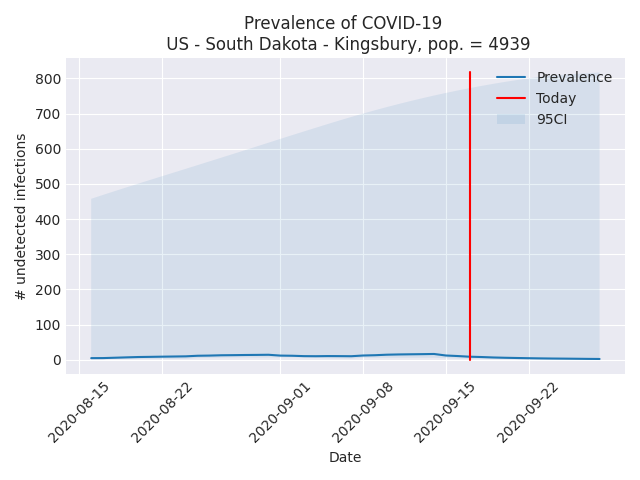 Prevalence of COVID-19
US - South Dakota - Kingsbury, pop. = 4939
Prevalence
Today
95CI
# undetected infections
800
700
600
500
400
300
200
100
0
2020-08-15
2020-08-22
2020-09-01
2020-09-08
2020-09-15
2020-09-22
Date